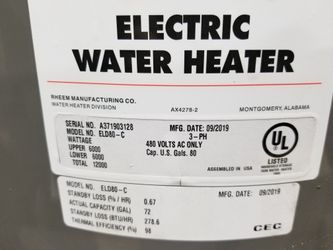 ELECTRIC
WATER HEATER
RHEEM MANUFACTURING CO.
WATER HEATER DIVISION AX4278-2 MONTGOMERY, ALABAMA
SERIAL NO. A371903128 MFG. DATE: 09/2019
MODEL NO. ELD80-C 3-PH
WATTAGE 480 VOLTS AC ONLY
UPPER 6000 Cap. U.S. Gals. 80
LOWER 6000
TOTAL 12000 ASSEMBLED IN USA
UL
LISTED
MODEL NO. ELD80-C MFG. DATE 09/2019
STANDBY LOSS (% / HR) 0.67
ACTUAL CAPACITY (GAL) 72
STANDBY LOSS (BTU/HR) 278.6
THERMAL EFFICIENCY (%) 98 CEC